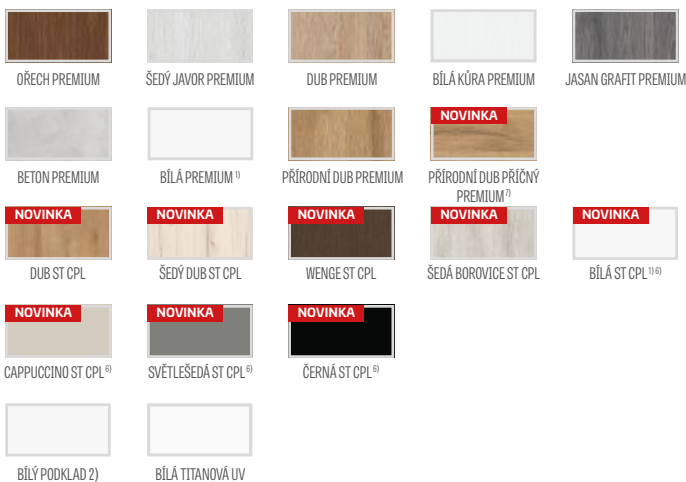 OŘECH PREMIUM ŠEDÝ JAVOR PREMIUM DUB PREMIUM BÍLÁ KŮRA PREMIUM JASAN GRAFIT PREMIUM
NOVINKA
BETON PREMIUM BÍLÁ PREMIUM 1) PŘÍRODNÍ DUB PREMIUM PŘÍRODNÍ DUB PŘÍČNÝ
PREMIUM 7)
NOVINKA NOVINKA NOVINKA NOVINKA NOVINKA
DUB ST CPL ŠEDÝ DUB ST CPL WENGE ST CPL ŠEDÁ BOROVICE ST CPL BÍLÁ ST CPL 1) 6)
NOVINKA NOVINKA NOVINKA
CAPPUCCINO ST CPL 6) SVĚTLEŠEDÁ ST CPL 6) ČERNÁ ST CPL 6)
BÍLÝ PODKLAD 2) BÍLÁ TITANOVÁ UV